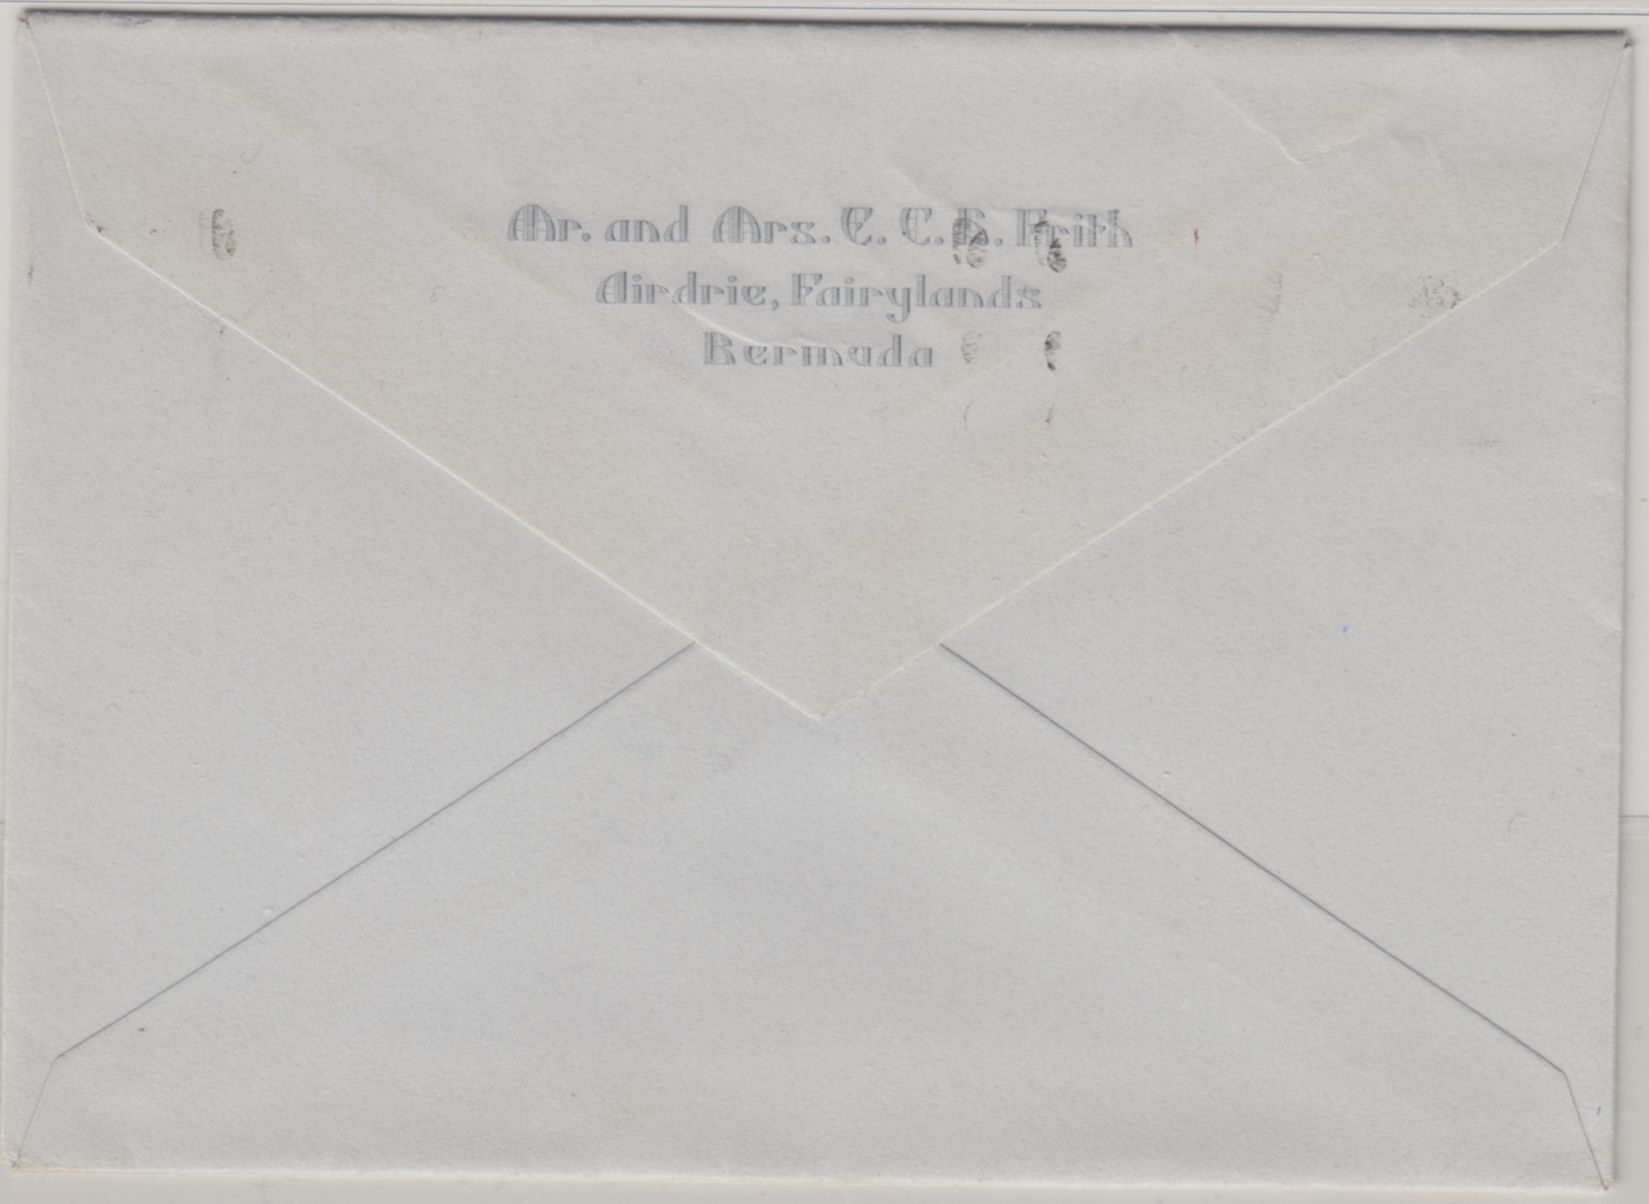 Mr. and Mrs. E. C. Frith
Airdrie, Fairylands
Bermuda